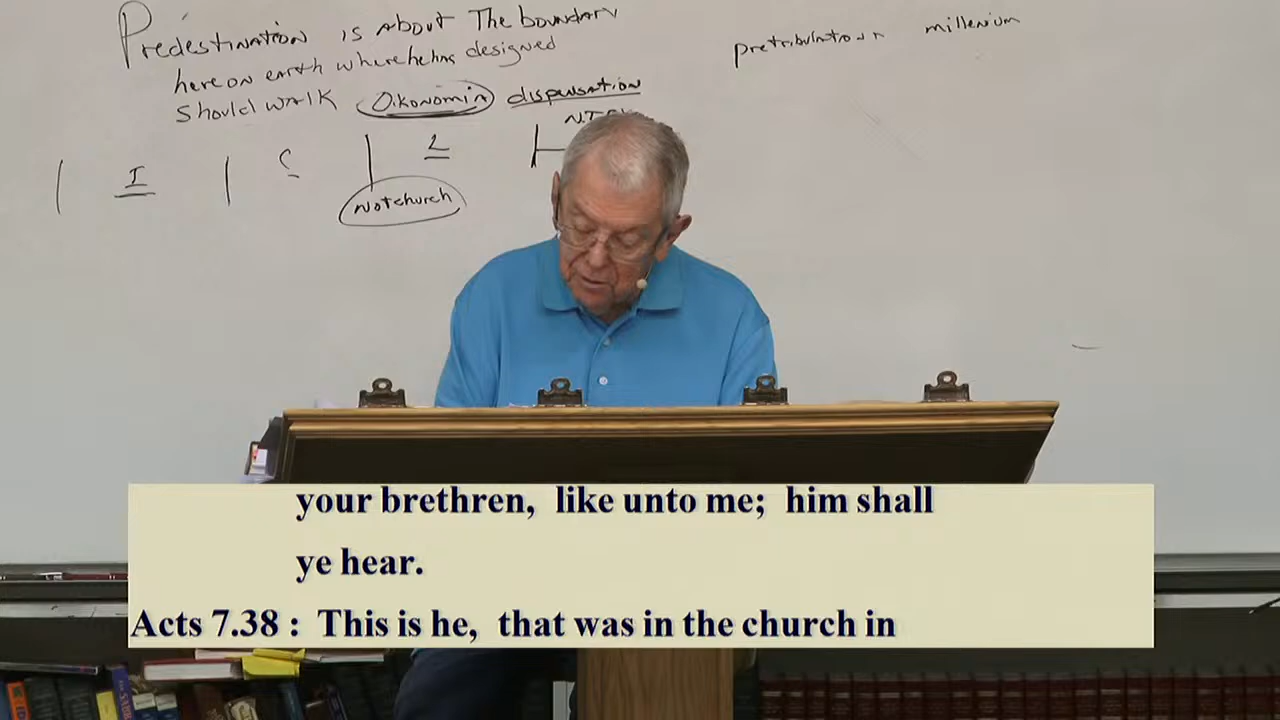 Predestination is about The boundary
here on earth where he has designed
should walk Oikonomia dispensation
pretribulation millenium
I
?
2
Not church
your brethren, like unto me; him shall
ye hear.
Acts 7.38 : This is he, that was in the church in